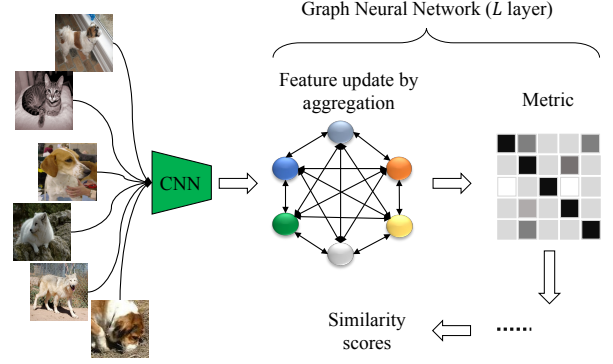 Graph Neural Network (L layer)
Feature update by
aggregation
Metric
CNN
Similarity
scores